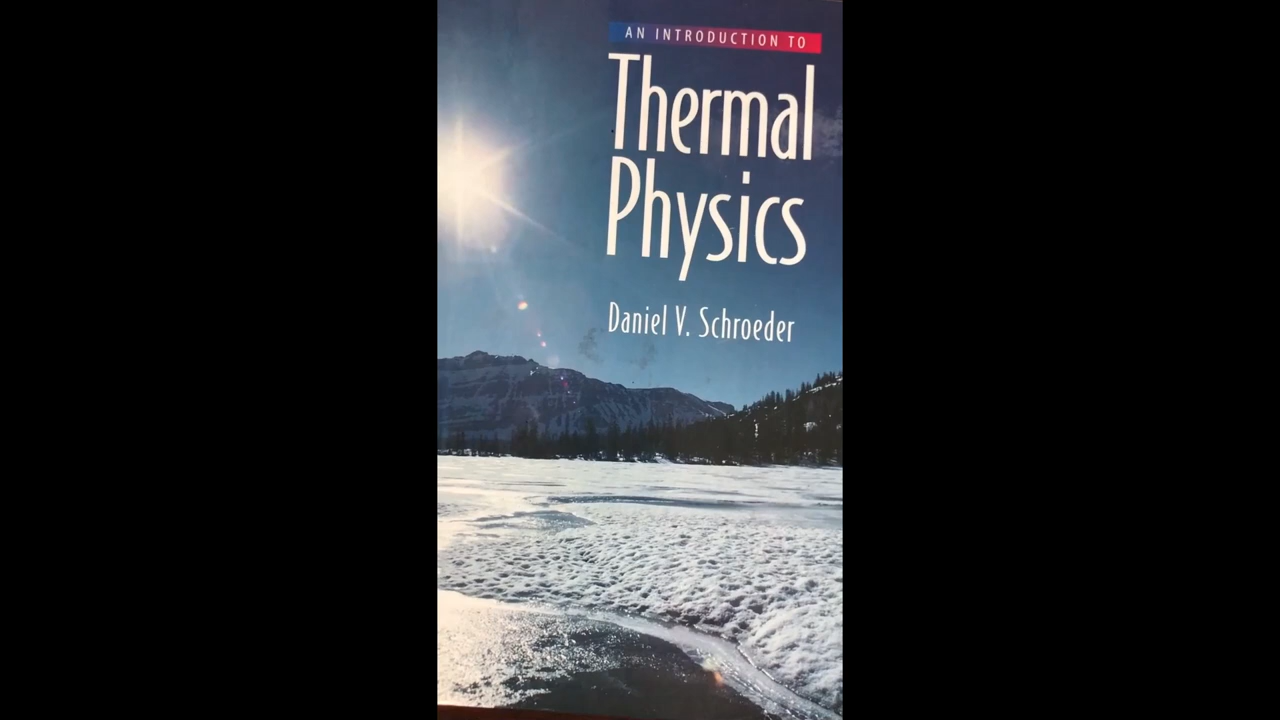 AN INTRODUCTION TO
Thermal
Physics
Daniel V. Schroeder